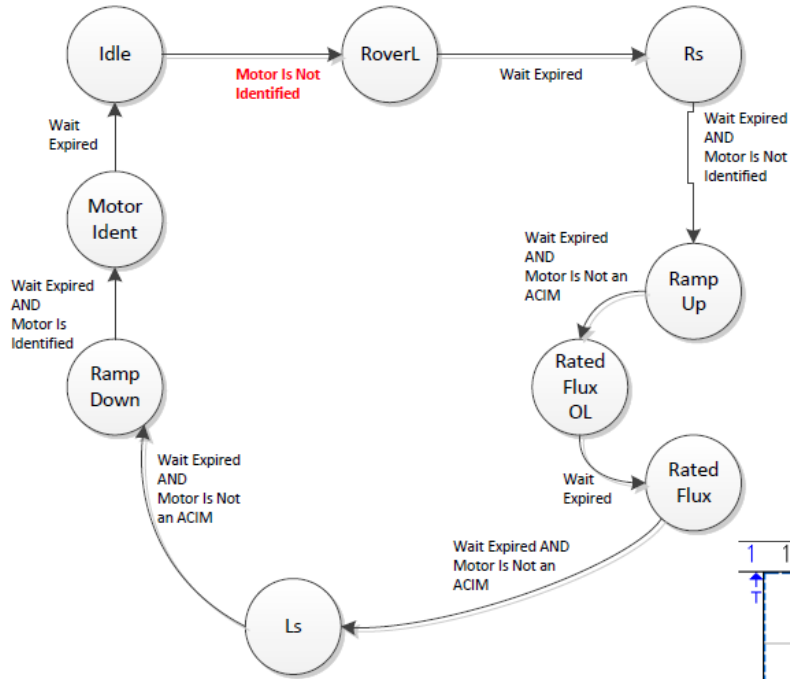 Idle
Motor Is Not
Identified
RoverL
Wait Expired
Rs
Wait Expired
AND
Motor Is Not
Identified
Ramp
Up
Wait Expired
AND
Motor Is Not an
ACIM
Rated
Flux
OL
Wait
Expired
Rated
Flux
Wait Expired AND
Motor Is Not an
ACIM
Ls
Wait Expired
AND
Motor Is Not
an ACIM
Ramp
Down
Wait Expired
AND
Motor Is
Identified
Motor
Ident
Wait
Expired
1 1
T